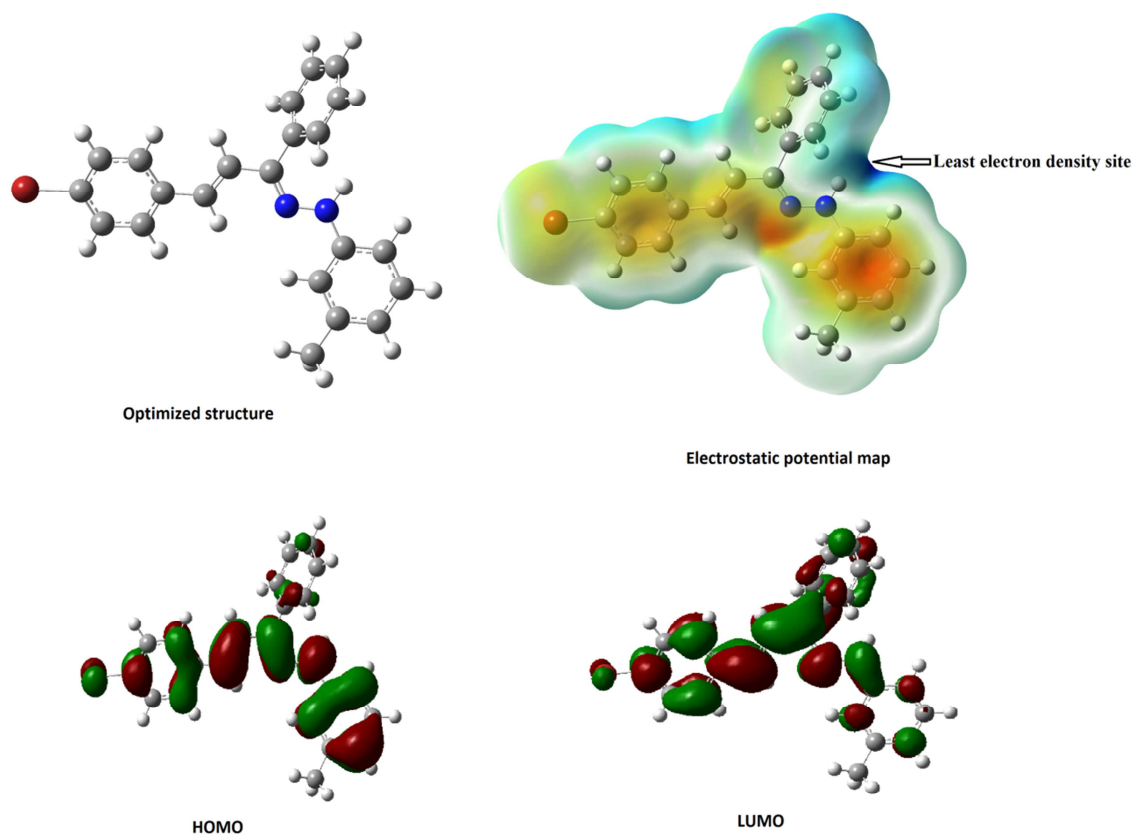 Least electron density site
Optimized structure
Electrostatic potential map
HOMO
LUMO